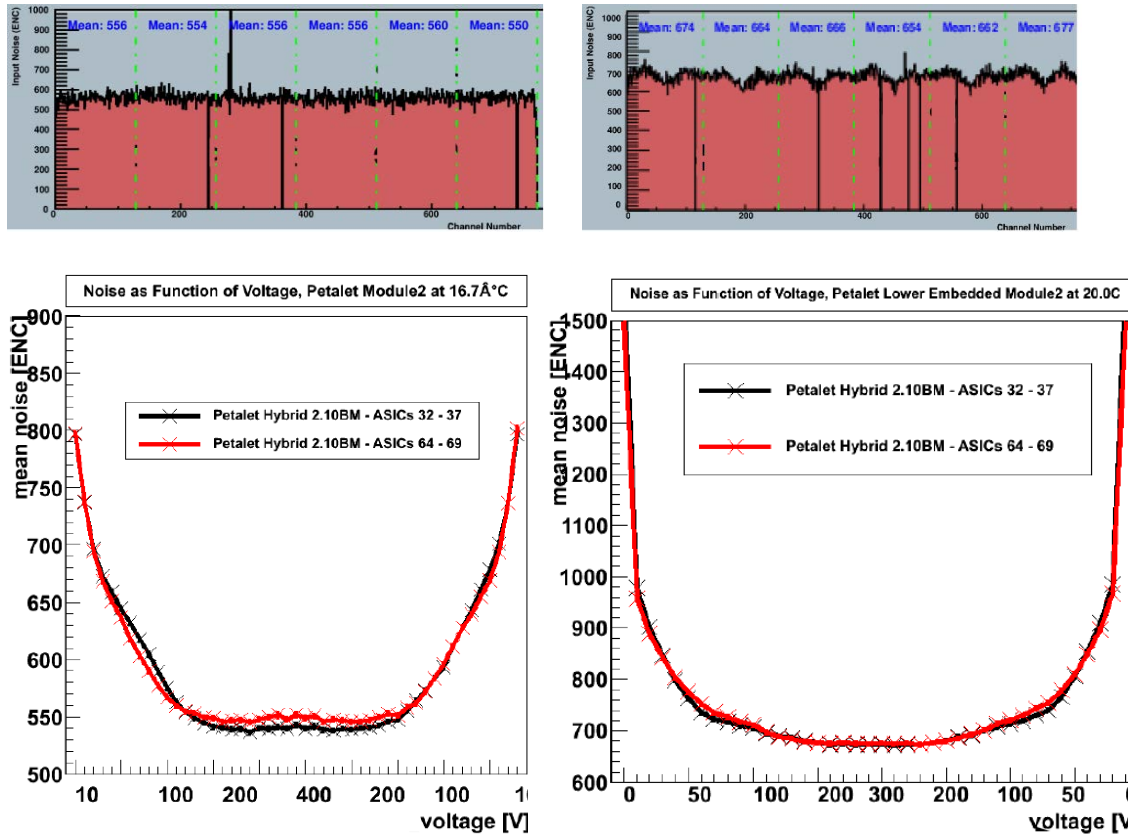 Mean: 556 Mean: 554 Mean: 556 Mean: 556 Mean: 560 Mean: 550
Input Noise (ENC)
1000
900
800
700
600
500
400
300
200
100
0
0 200 400 600
Channel Number
Mean: 674 Mean: 664 Mean: 666 Mean: 654 Mean: 662 Mean: 677
Input Noise (ENC)
1000
900
800
700
600
500
400
300
200
100
0
0 200 400 600
Channel Number
Noise as Function of Voltage, Petalet Module2 at 16.7Â°C
mean noise [ENC]
900
850
800
750
700
650
600
550
500
Petalet Hybrid 2.10BM - ASICs 32 - 37
Petalet Hybrid 2.10BM - ASICs 64 - 69
10 100 200 400 200 100 10
voltage [V]
Noise as Function of Voltage, Petalet Lower Embedded Module2 at 20.0C
mean noise [ENC]
1500
1400
1300
1200
1100
1000
900
800
700
600
Petalet Hybrid 2.10BM - ASICs 32 - 37
Petalet Hybrid 2.10BM - ASICs 64 - 69
0 50 100 200 300 200 100 50 0
voltage [V